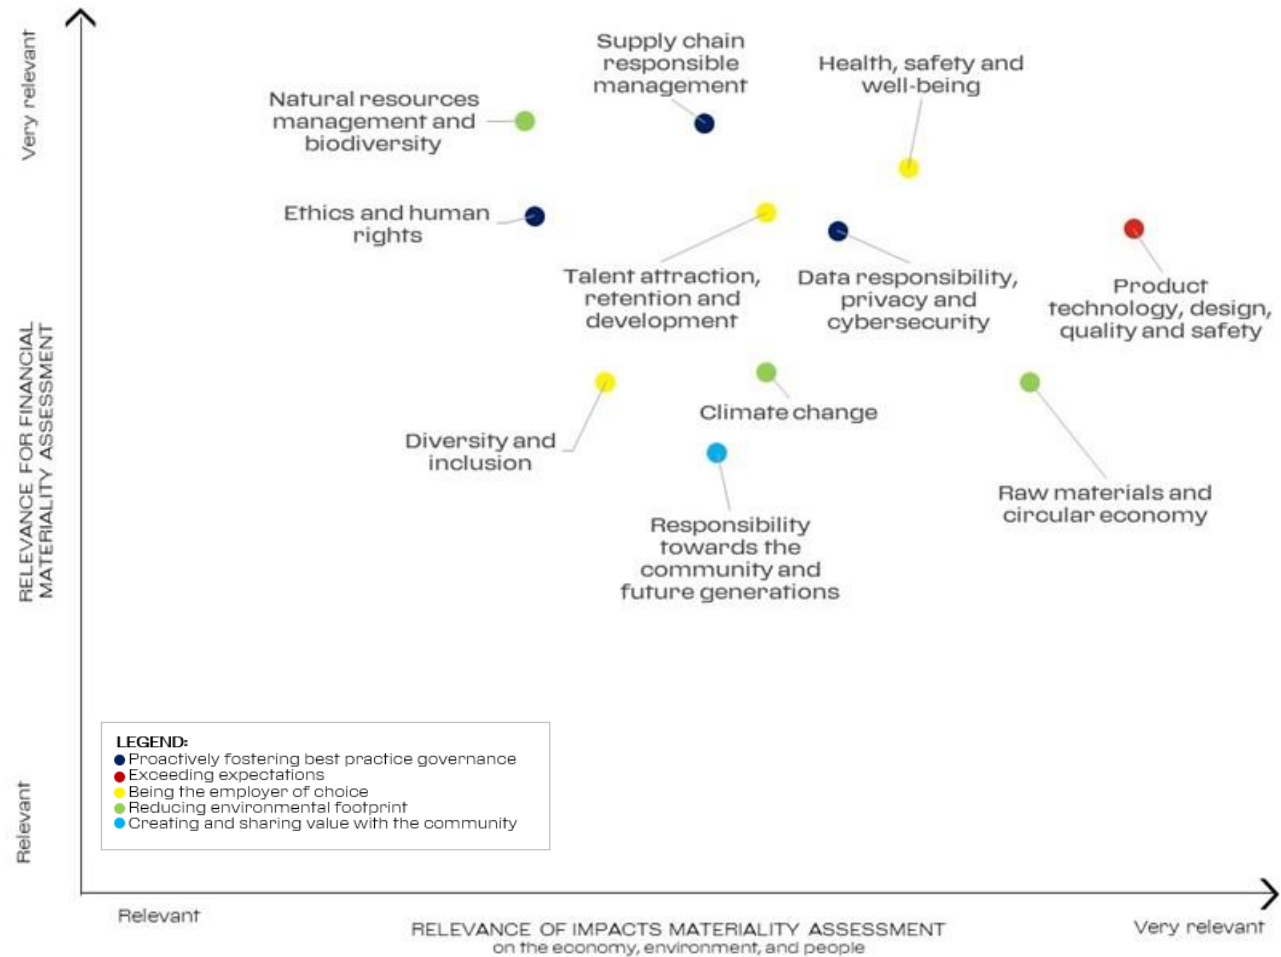 Very relevant
Supply chain
responsible
management
Health, safety and
well-being
Natural resources
management and
biodiversity
Ethics and human
rights
Talent attraction,
retention and
development
Data responsibility,
privacy and
cybersecurity
Product
technology, design,
quality and safety
RELEVANCE FOR FINANCIAL
MATERIALITY ASSESSMENT
Climate change
Diversity and
inclusion
Raw materials and
circular economy
Responsibility
towards the
community and
future generations
LEGEND:
Proactively fostering best practice governance
Exceeding expectations
Being the employer of choice
Reducing environmental footprint
Creating and sharing value with the community
Relevant
Relevant
RELEVANCE OF IMPACTS MATERIALITY ASSESSMENT
on the economy, environment, and people
Very relevant